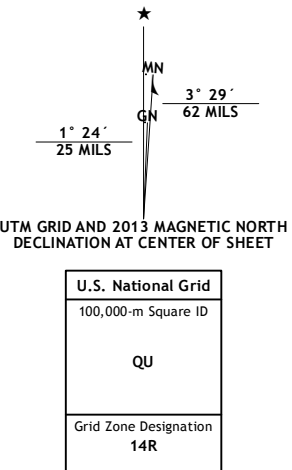 ★
MN
3° 29´
62 MILS
GN
1° 24´
25 MILS
UTM GRID AND 2013 MAGNETIC NORTH
DECLINATION AT CENTER OF SHEET
U.S. National Grid
100,000-m Square ID
QU
Grid Zone Designation
14R